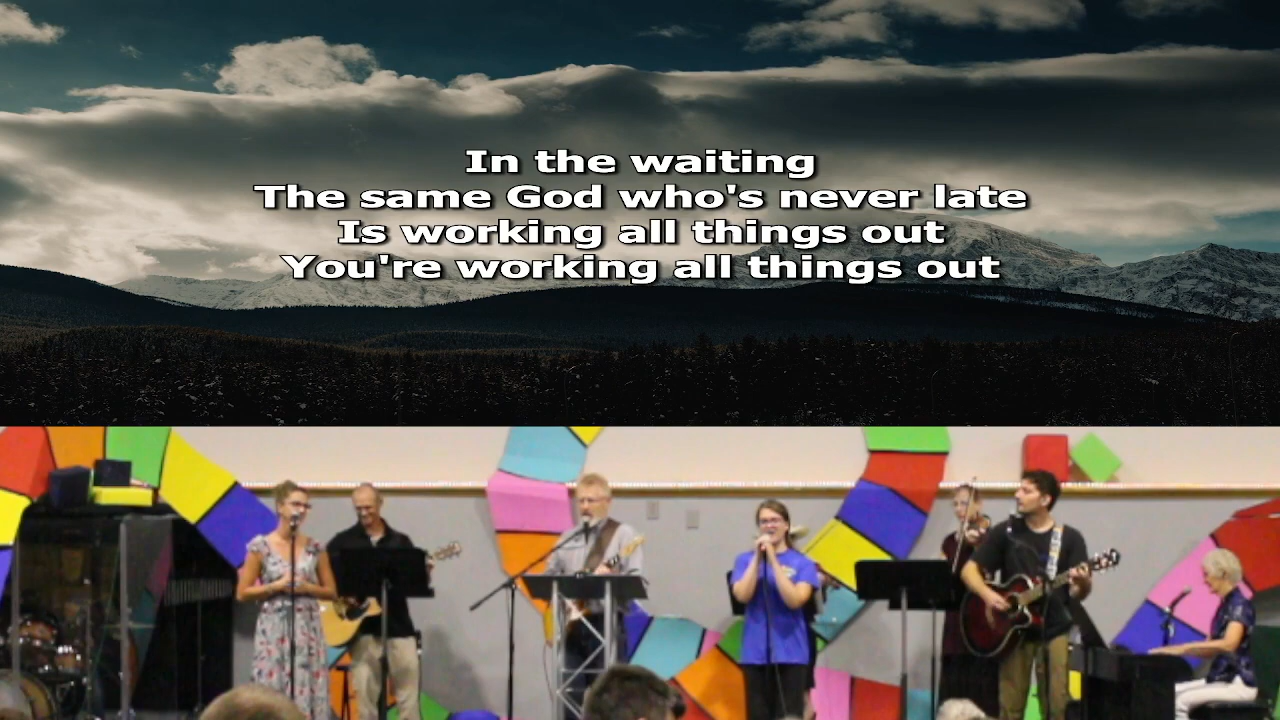 In the waiting
The same God who's never late
Is working all things out
You're working all things out